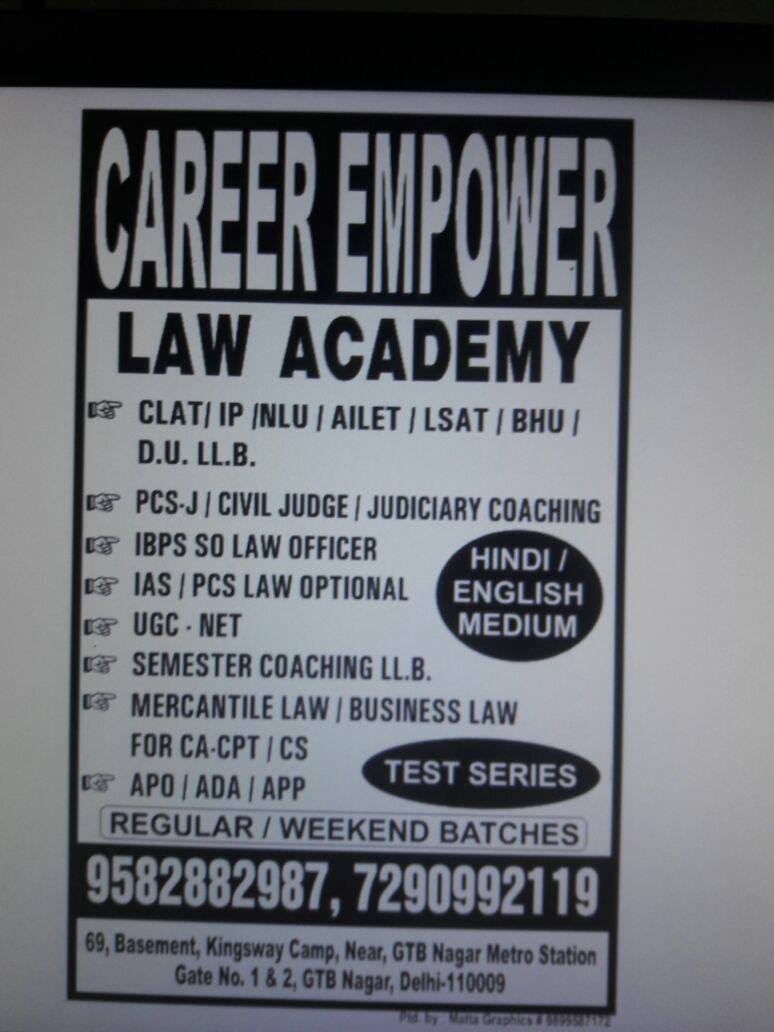 CAREER EMPOWER
LAW ACADEMY
CLAT/ IP /NLU / AILET / LSAT / BHU /
D.U. LL.B.
PCS-J / CIVIL JUDGE / JUDICIARY COACHING
IBPS SO LAW OFFICER
IAS / PCS LAW OPTIONAL
HINDI /
ENGLISH
MEDIUM
UGC - NET
SEMESTER COACHING LL.B.
MERCANTILE LAW / BUSINESS LAW
FOR CA-CPT / CS
TEST SERIES
APO / ADA / APP
REGULAR / WEEKEND BATCHES
9582882987, 7290992119
69, Basement, Kingsway Camp, Near, GTB Nagar Metro Station
Gate No. 1 & 2, GTB Nagar, Delhi-110009
Ptd. by : Matta Graphics # 9899587172